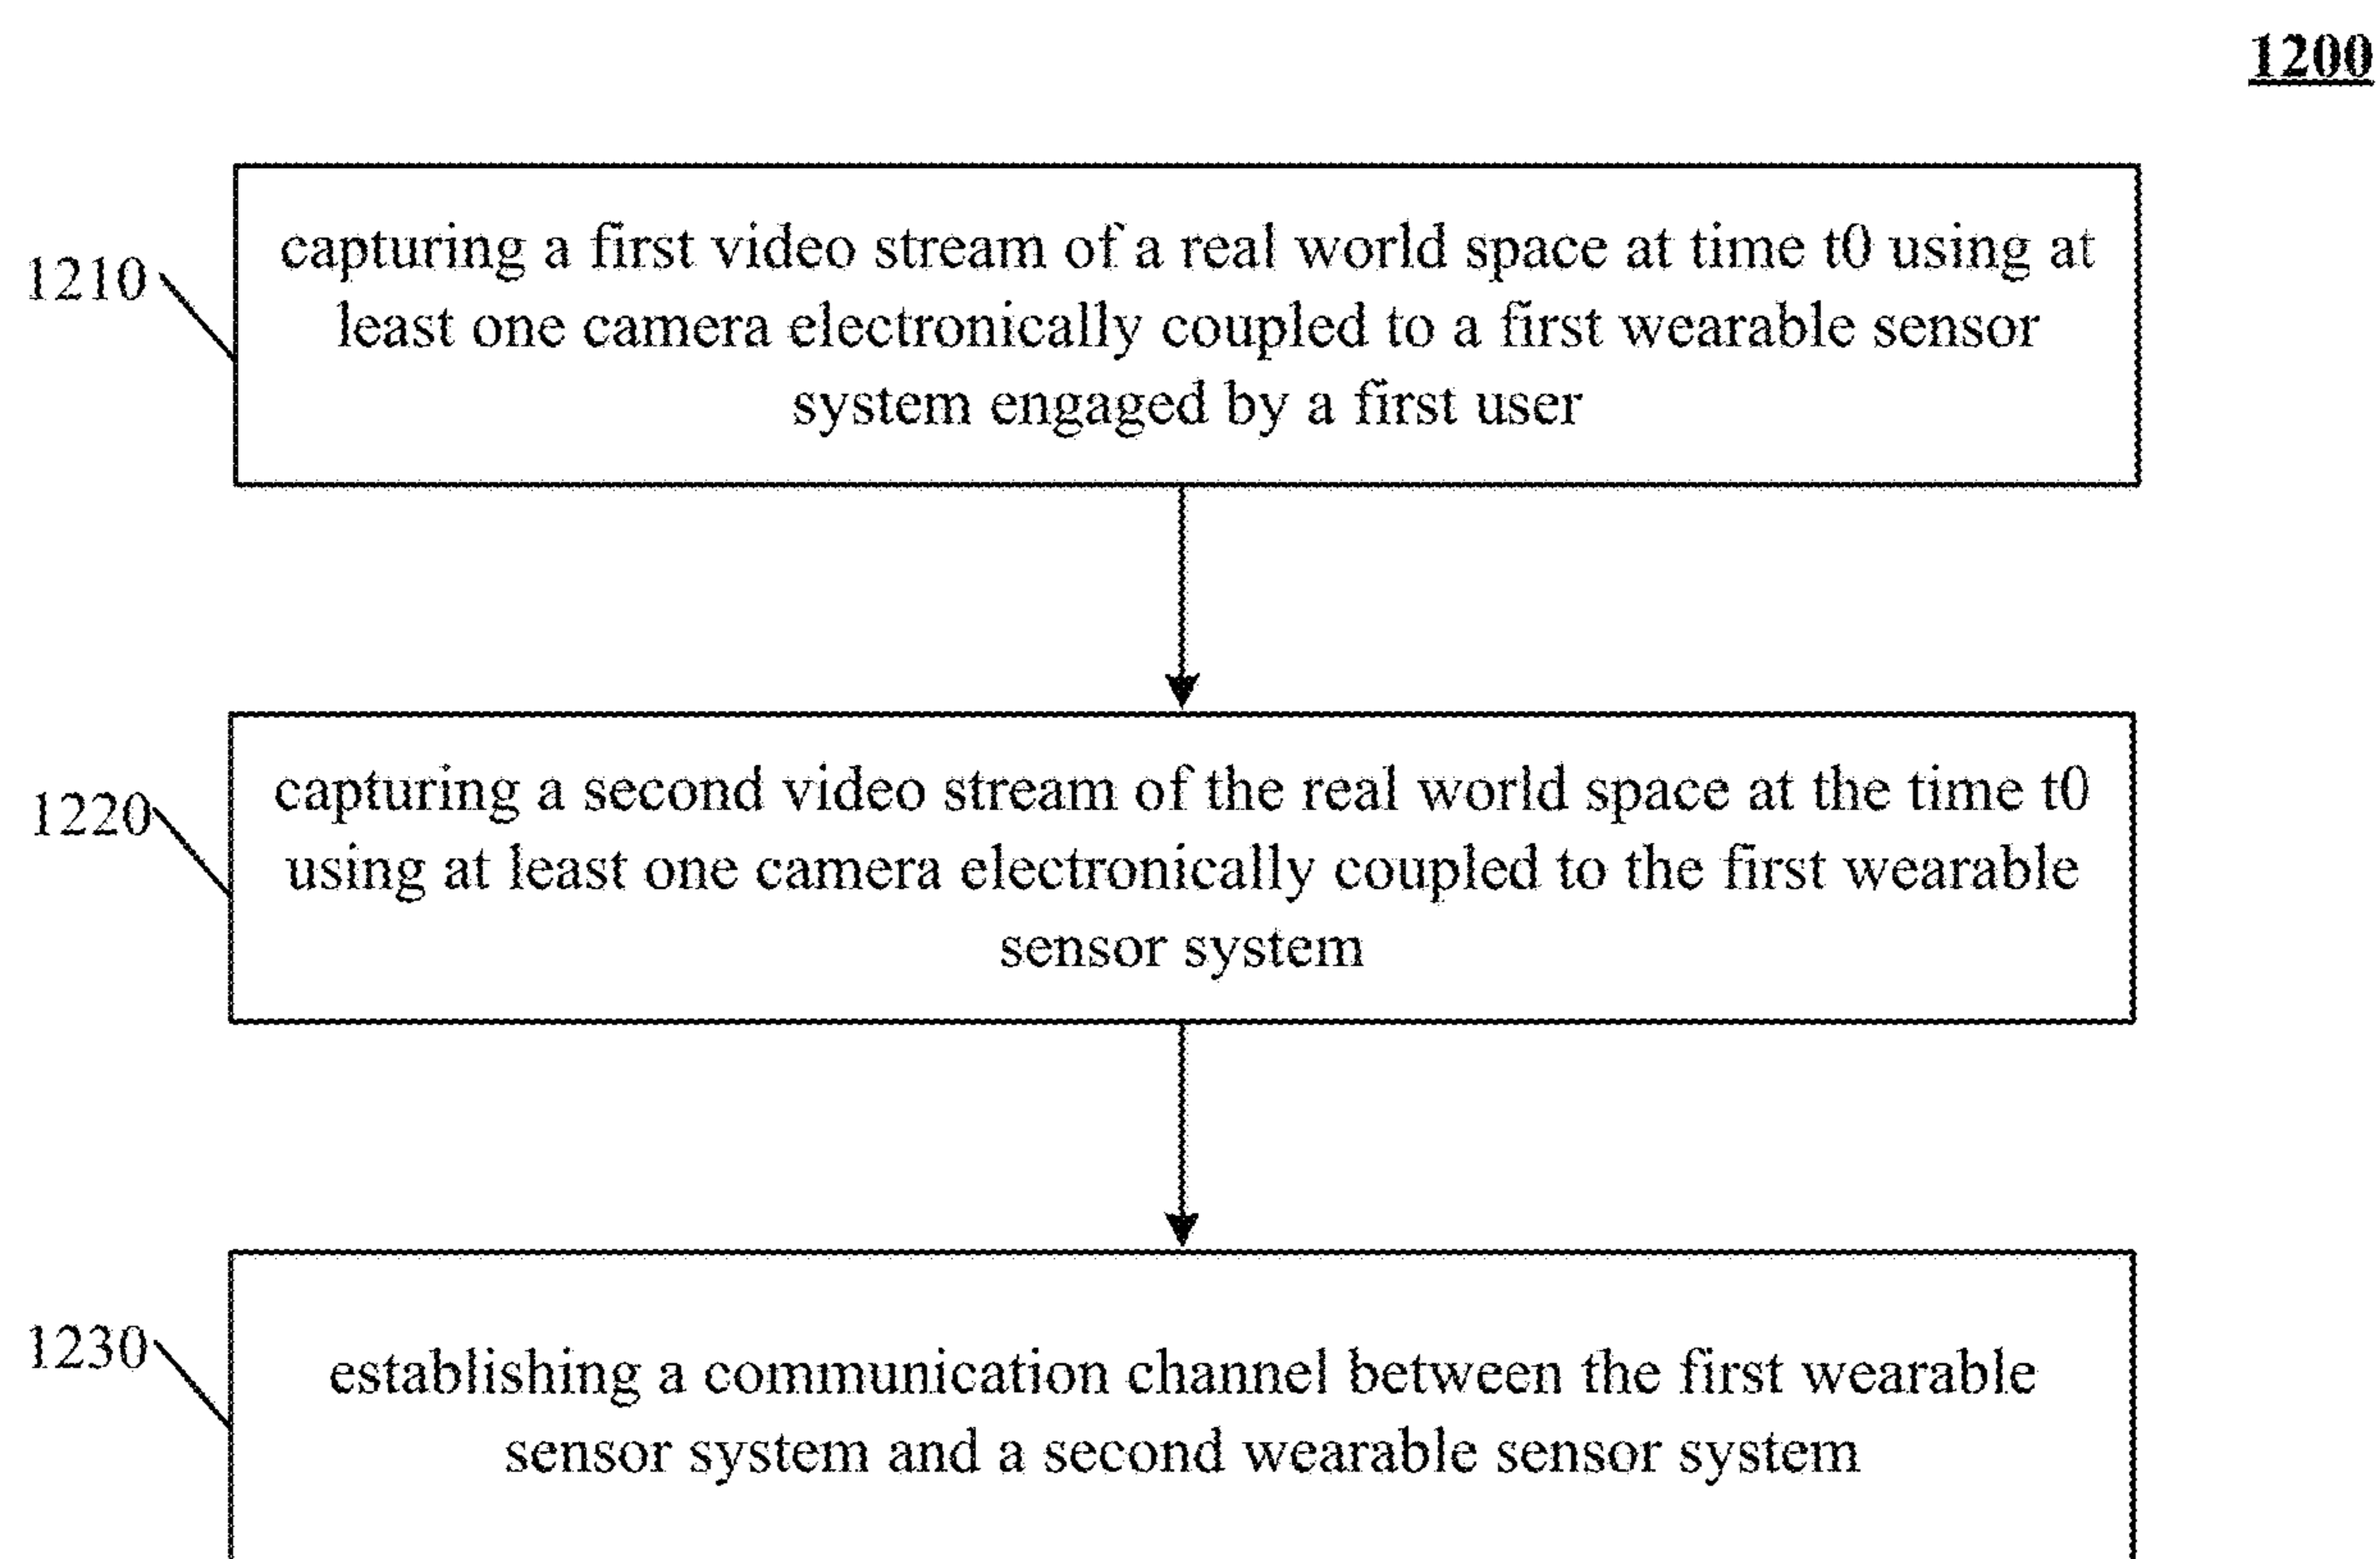 1200
1210
capturing a first video stream of a real world space at time t0 using at
least one camera electronically coupled to a first wearable sensor
system engaged by a first user
1220
capturing a second video stream of the real world space at the time t0
using at least one camera electronically coupled to the first wearable
sensor system
1230
establishing a communication channel between the first wearable
sensor system and a second wearable sensor system